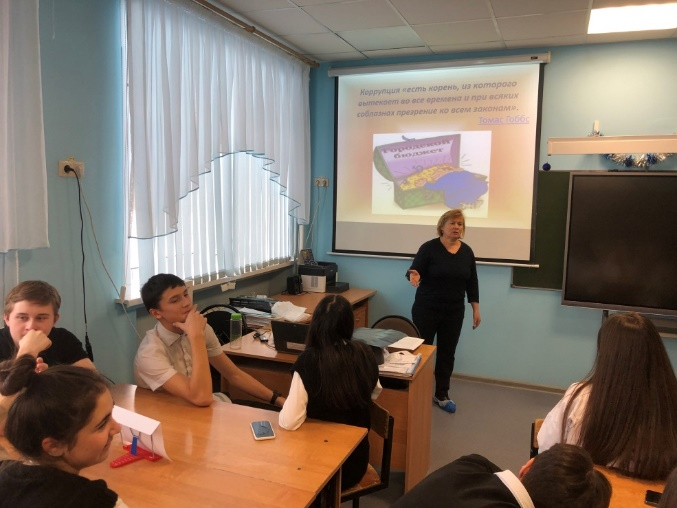 Коррупция «есть корень, из которого
вытекает во все времена и при всяких
соблазнах презрение ко всем законам».
Томас Гоббс
Городской
бюджет